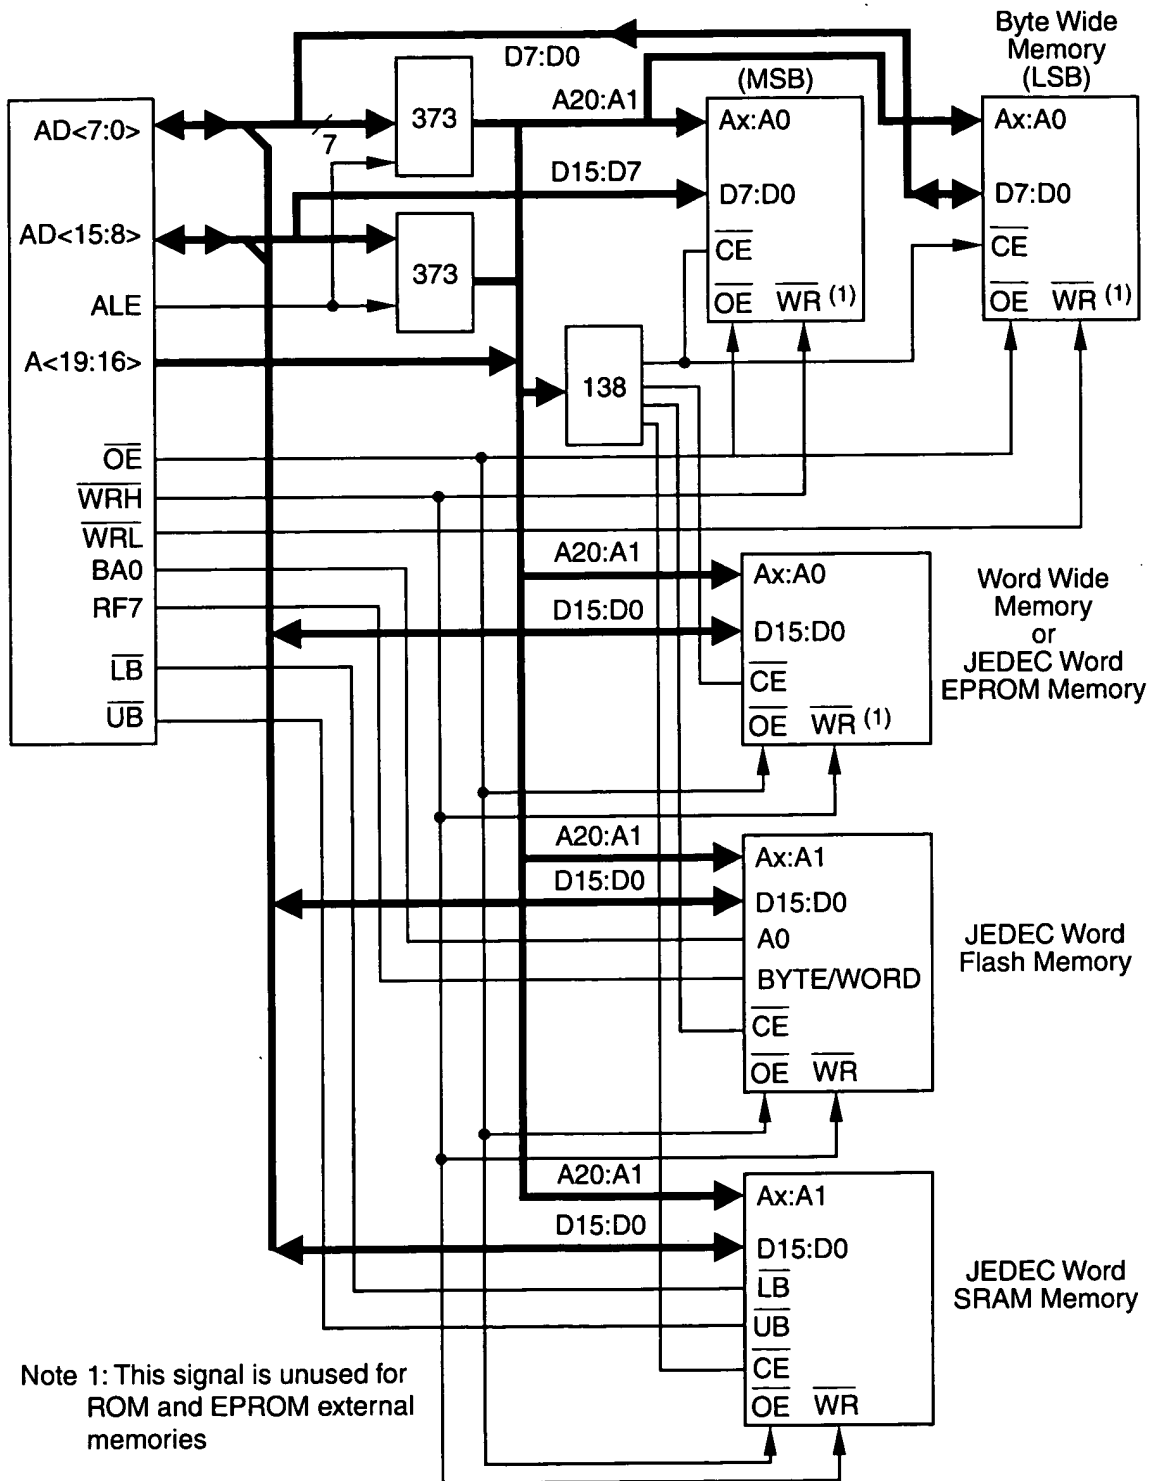 D7:D0
Byte Wide
Memory
(LSB)
(MSB)
A20:A1
373
7
AD<7:0>
Ax:A0
Ax:A0
D15:D7
D7:D0
D7:D0
AD<15:8>
373
CE
CE
ALE
OE WR (1)
OE WR (1)
A<19:16>
138
OE
WRH
WRL
BA0
RF7
LB
UB
A20:A1
Ax:A0
D15:D0
D15:D0
CE
OE WR (1)
Word Wide
Memory
or
JEDEC Word
EPROM Memory
A20:A1
Ax:A1
D15:D0
D15:D0
A0
BYTE/WORD
CE
OE WR
JEDEC Word
Flash Memory
A20:A1
Ax:A1
D15:D0
D15:D0
LB
UB
CE
OE WR
JEDEC Word
SRAM Memory
Note 1: This signal is unused for
ROM and EPROM external
memories